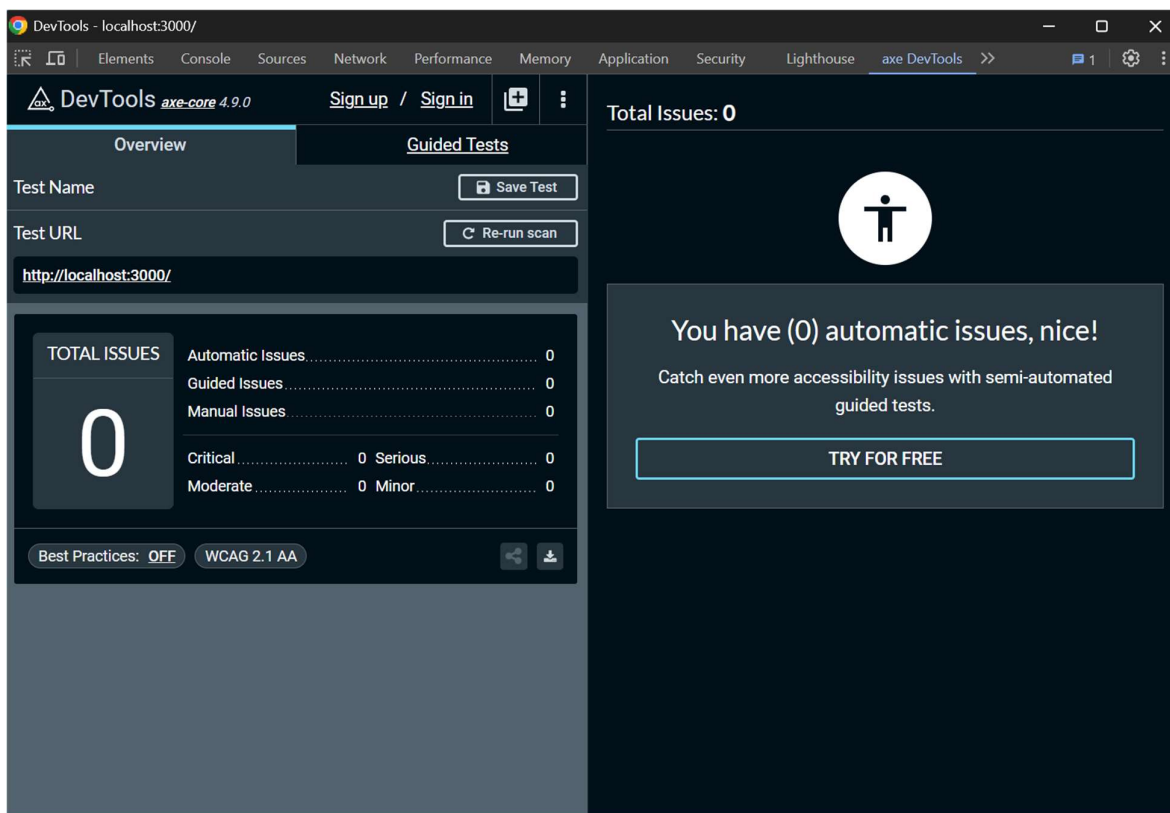 DevTools - localhost:3000/
Elements Console Sources Network Performance Memory Application Security Lighthouse axe DevTools 1
ax DevTools axe-core 4.9.0 Sign up / Sign in
Overview Guided Tests
Test Name Save Test
Test URL Re-run scan
http://localhost:3000/
TOTAL ISSUES
0
Automatic Issues 0
Guided Issues 0
Manual Issues 0
Critical 0 Serious 0
Moderate 0 Minor 0
Best Practices: OFF WCAG 2.1 AA
Total Issues: 0
You have (0) automatic issues, nice!
Catch even more accessibility issues with semi-automated
guided tests.
TRY FOR FREE